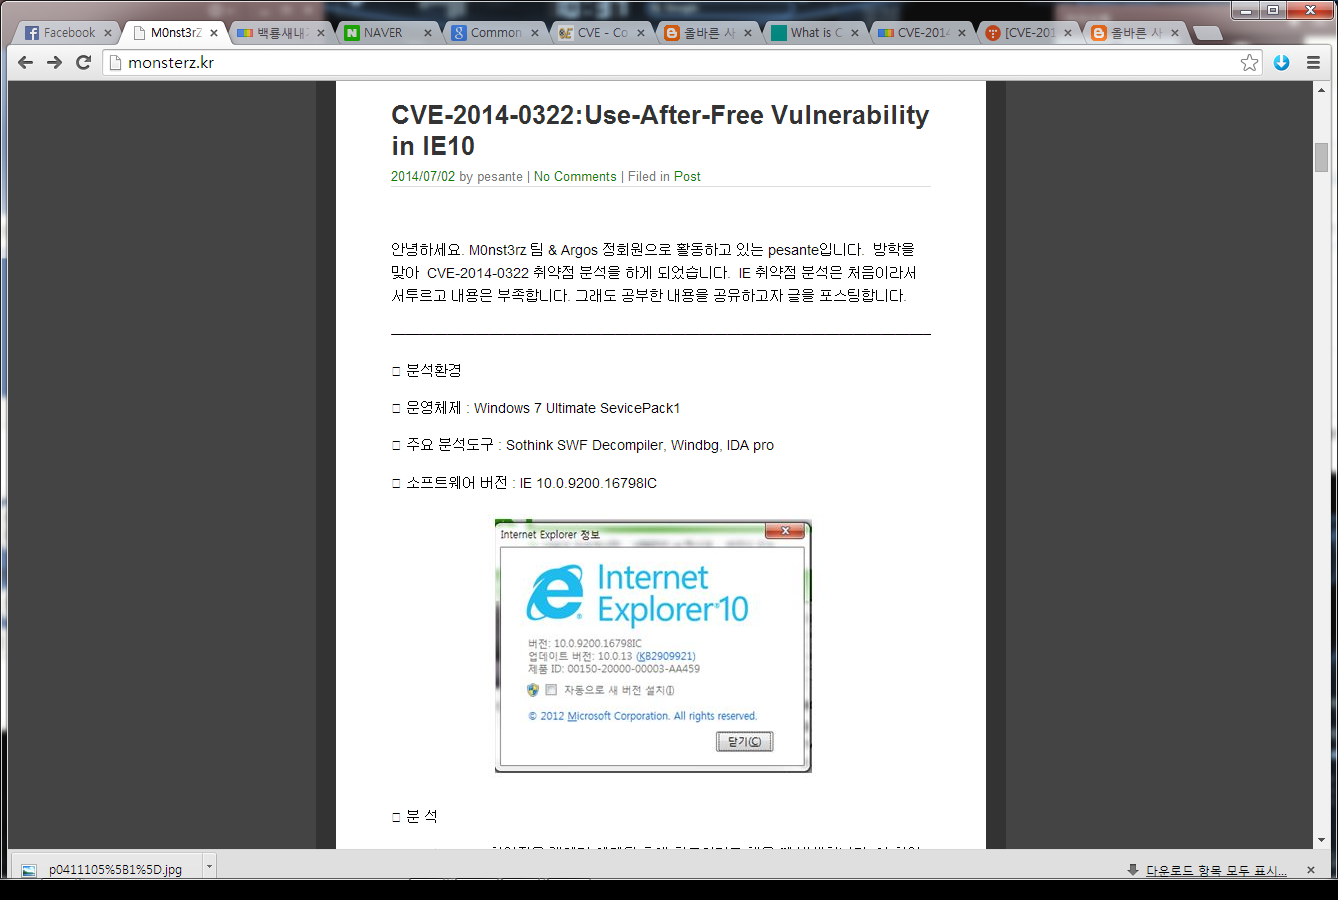 Facebook
M0nst3rZ
백룡새내기
NAVER
Common
CVE - Co
올바른 사
What is C
CVE-2014
[CVE-201
올바른 사
monsterz.kr
CVE-2014-0322:Use-After-Free Vulnerability
in IE10
2014/07/02 by pesante | No Comments | Filed in Post
안녕하세요. M0nst3rz 팀 & Argos 정회원으로 활동하고 있는 pesante입니다. 방학을
맞아 CVE-2014-0322 취약점 분석을 하게 되었습니다. IE 취약점 분석은 처음이라서
서투르고 내용은 부족합니다. 그래도 공부한 내용을 공유하고자 글을 포스팅합니다.
□ 분석환경
□ 운영체제 : Windows 7 Ultimate SevicePack1
□ 주요 분석도구 : Sothink SWF Decompiler, Windbg, IDA pro
□ 소프트웨어 버전 : IE 10.0.9200.16798IC
Internet Explorer 정보
Internet
Explorer®10
버전: 10.0.9200.16798IC
업데이트 버전: 10.0.13 (KB2909921)
제품 ID: 00150-20000-00003-AA459
자동으로 새 버전 설치(I)
© 2012 Microsoft Corporation. All rights reserved.
닫기(C)
□ 분 석
p0411105%5B1%5D.jpg
다운로드 항목 모두 표시...